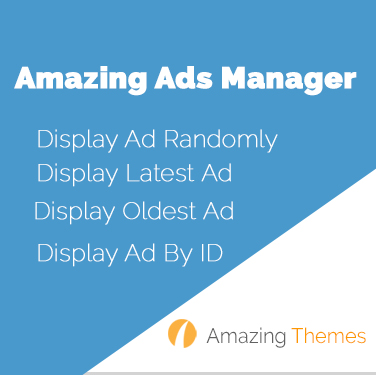 Amazing Ads Manager
Display Ad Randomly
Display Latest Ad
Display Oldest Ad
Display Ad By ID
Amazing Themes